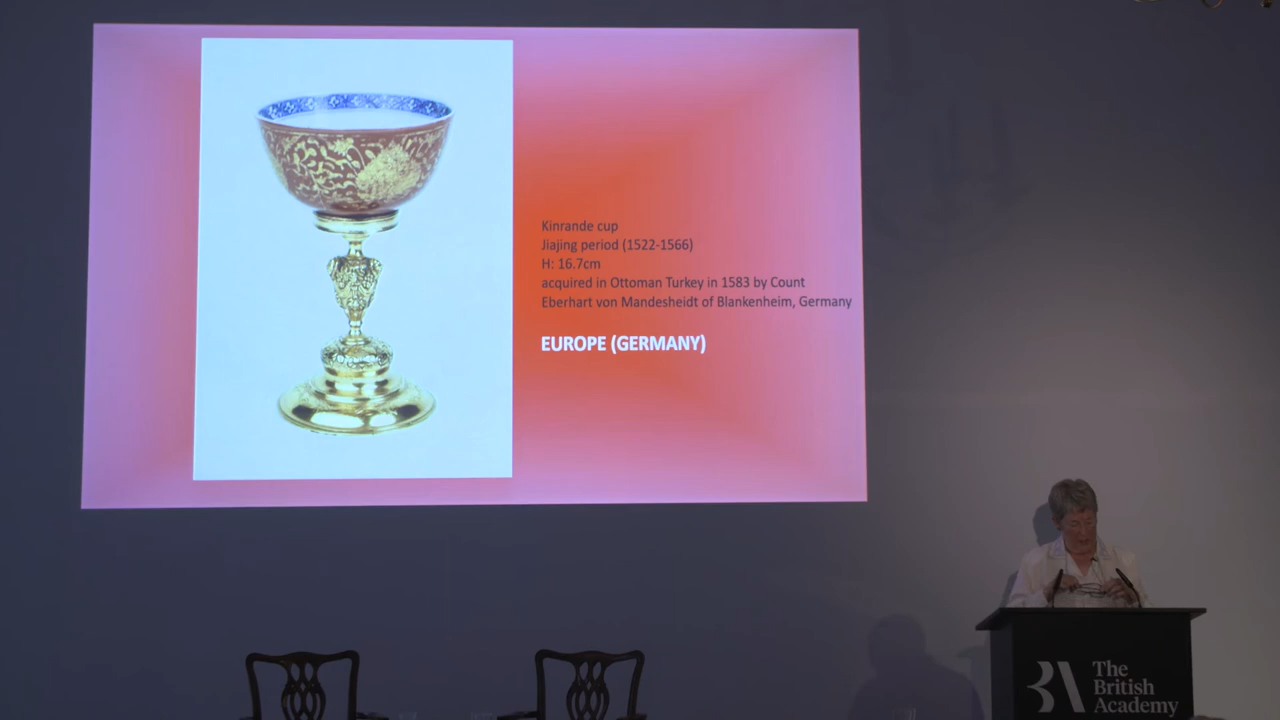 Kinrande cup
Jiajing period (1522-1566)
H: 16.7cm
acquired in Ottoman Turkey in 1583 by Count
Eberhart von Mandesheidt of Blankenheim, Germany
EUROPE (GERMANY)
The
British
Academy